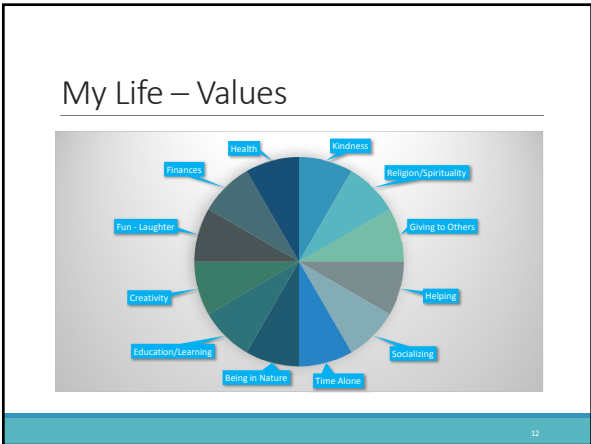 My Life – Values
Health
Kindness
Finances
Religion/Spirituality
Fun - Laughter
Giving to Others
Creativity
Helping
Education/Learning
Socializing
Being in Nature
Time Alone
12